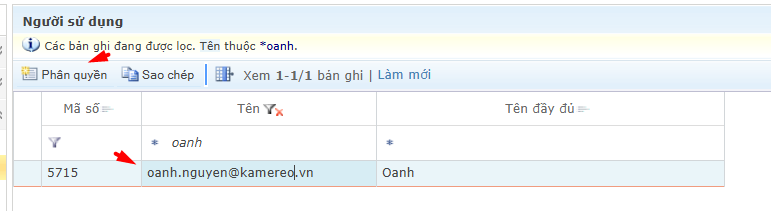 Người sử dụng
Các bản ghi đang được lọc. Tên thuộc *oanh.
Phân quyền Sao chép Xem 1-1/1 bản ghi | Làm mới
Mã số Tên Tên đầy đủ
* oanh *
5715 oanh.nguyen@kamereo.vn Oanh